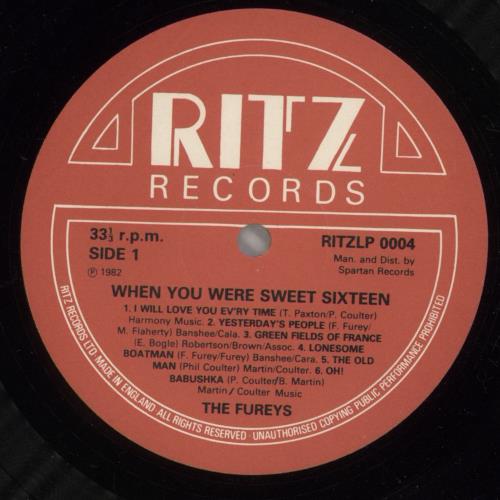 RITZ
RECORDS
33⅓ r.p.m.
SIDE 1
℗ 1982
RITZLP 0004
Man. and Dist. by
Spartan Records
WHEN YOU WERE SWEET SIXTEEN
1. I WILL LOVE YOU EV'RY TIME (T. Paxton/P. Coulter)
Harmony Music. 2. YESTERDAY'S PEOPLE (F. Furey/
M. Flaherty) Banshee/Cala. 3. GREEN FIELDS OF FRANCE
(E. Bogle) Robertson/Brown/Assoc. 4. LONESOME
BOATMAN (F. Furey/Furey) Banshee/Cara. 5. THE OLD
MAN (Phil Coulter) Martin/Coulter. 6. OH!
BABUSHKA (P. Coulter/B. Martin)
Martin/Coulter Music
THE FUREYS
RITZ RECORDS LTD MADE IN ENGLAND. ALL RIGHTS RESERVED · UNAUTHORISED COPYING PUBLIC PERFORMANCE PROHIBITED